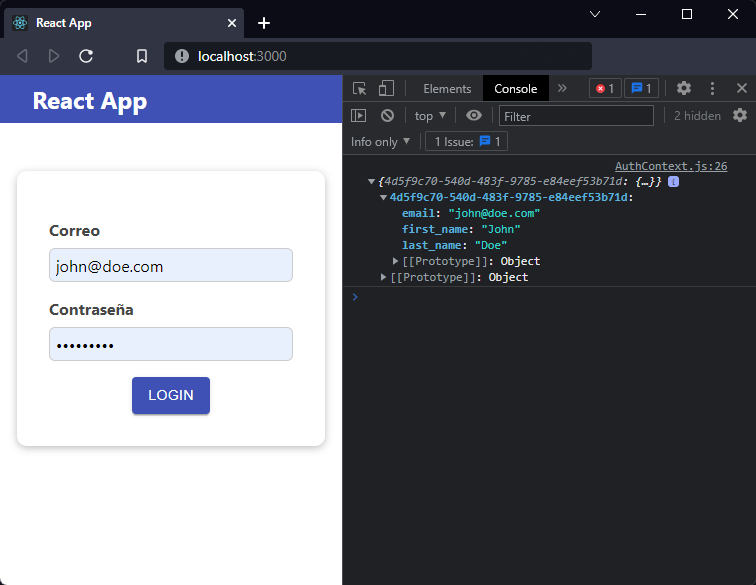 React App
localhost:3000
React App
Correo
john@doe.com
Contraseña
•••••••••
LOGIN
Elements
Console
1
1
top
Filter
2 hidden
Info only
1 Issue: 1
AuthContext.js:26
{4d5f9c70-540d-483f-9785-e84eef53b71d: {…}} i
4d5f9c70-540d-483f-9785-e84eef53b71d:
email: "john@doe.com"
first_name: "John"
last_name: "Doe"
[[Prototype]]: Object
[[Prototype]]: Object